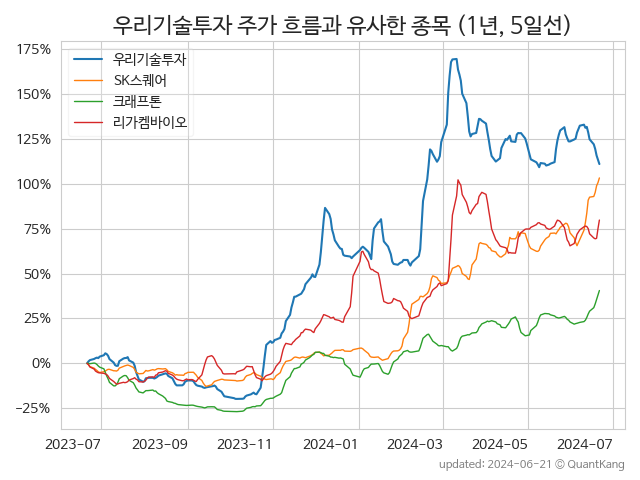 우리기술투자 주가 흐름과 유사한 종목 (1년, 5일선)
175%
150%
125%
100%
75%
50%
25%
0%
−25%
우리기술투자
SK스퀘어
크래프톤
리가켐바이오
2023-07 2023-09 2023-11 2024-01 2024-03 2024-05 2024-07
updated: 2024-06-21 © QuantKang